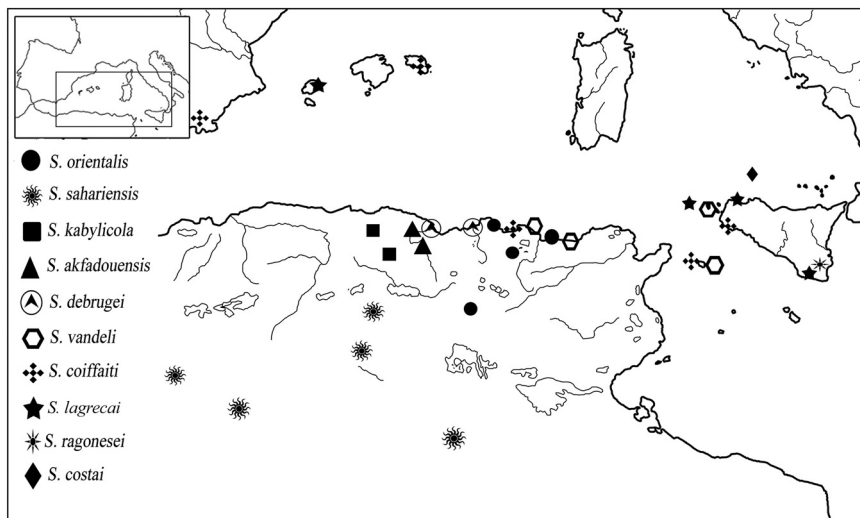 S. orientalis
S. sahariensis
S. kabylicola
S. akfadouensis
S. debrugei
S. vandeli
S. coiffaiti
S. lagrecai
S. ragonesei
S. costai